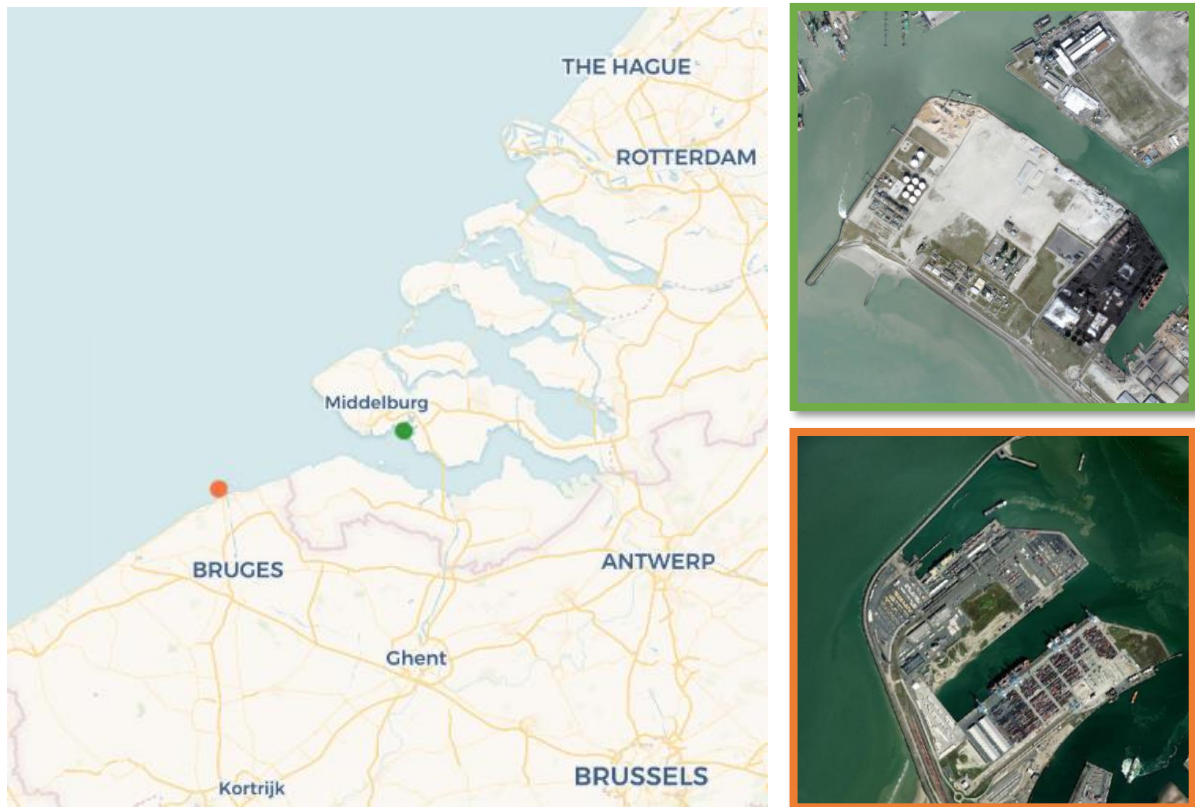 THE HAGUE
ROTTERDAM
Middelburg
BRUGES
ANTWERP
Ghent
BRUSSELS
Kortrijk